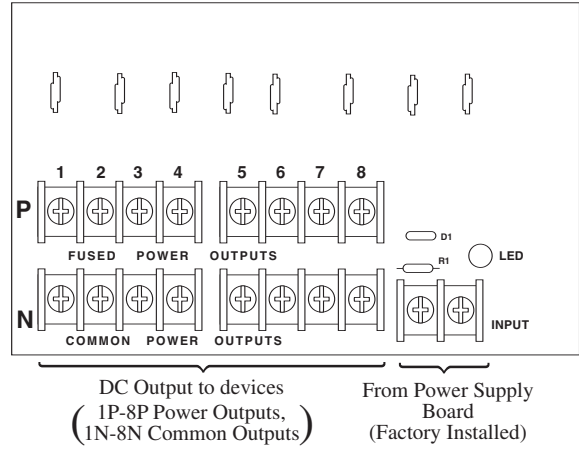 1 2 3 4 5 6 7 8
P
FUSED POWER OUTPUTS
D1
LED
R1
N
COMMON POWER OUTPUTS
INPUT
DC Output to devices
(1P-8P Power Outputs,
1N-8N Common Outputs)
From Power Supply
Board
(Factory Installed)